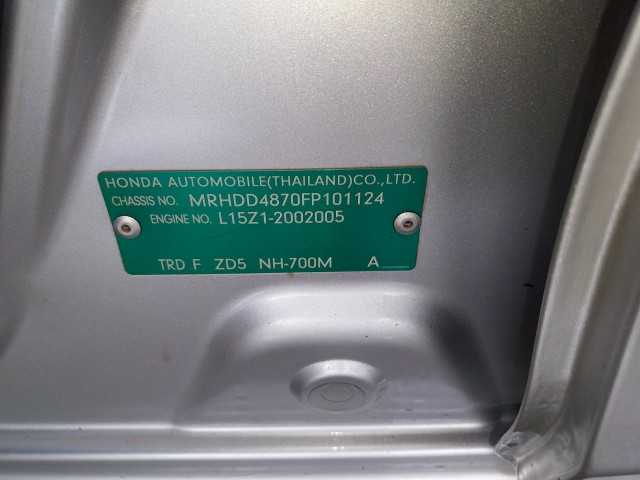 HONDA AUTOMOBILE(THAILAND)CO.,LTD.
CHASSIS NO. MRHDD4870FP101124
ENGINE NO. L15Z1-2002005
TRD F ZD5 NH-700M A